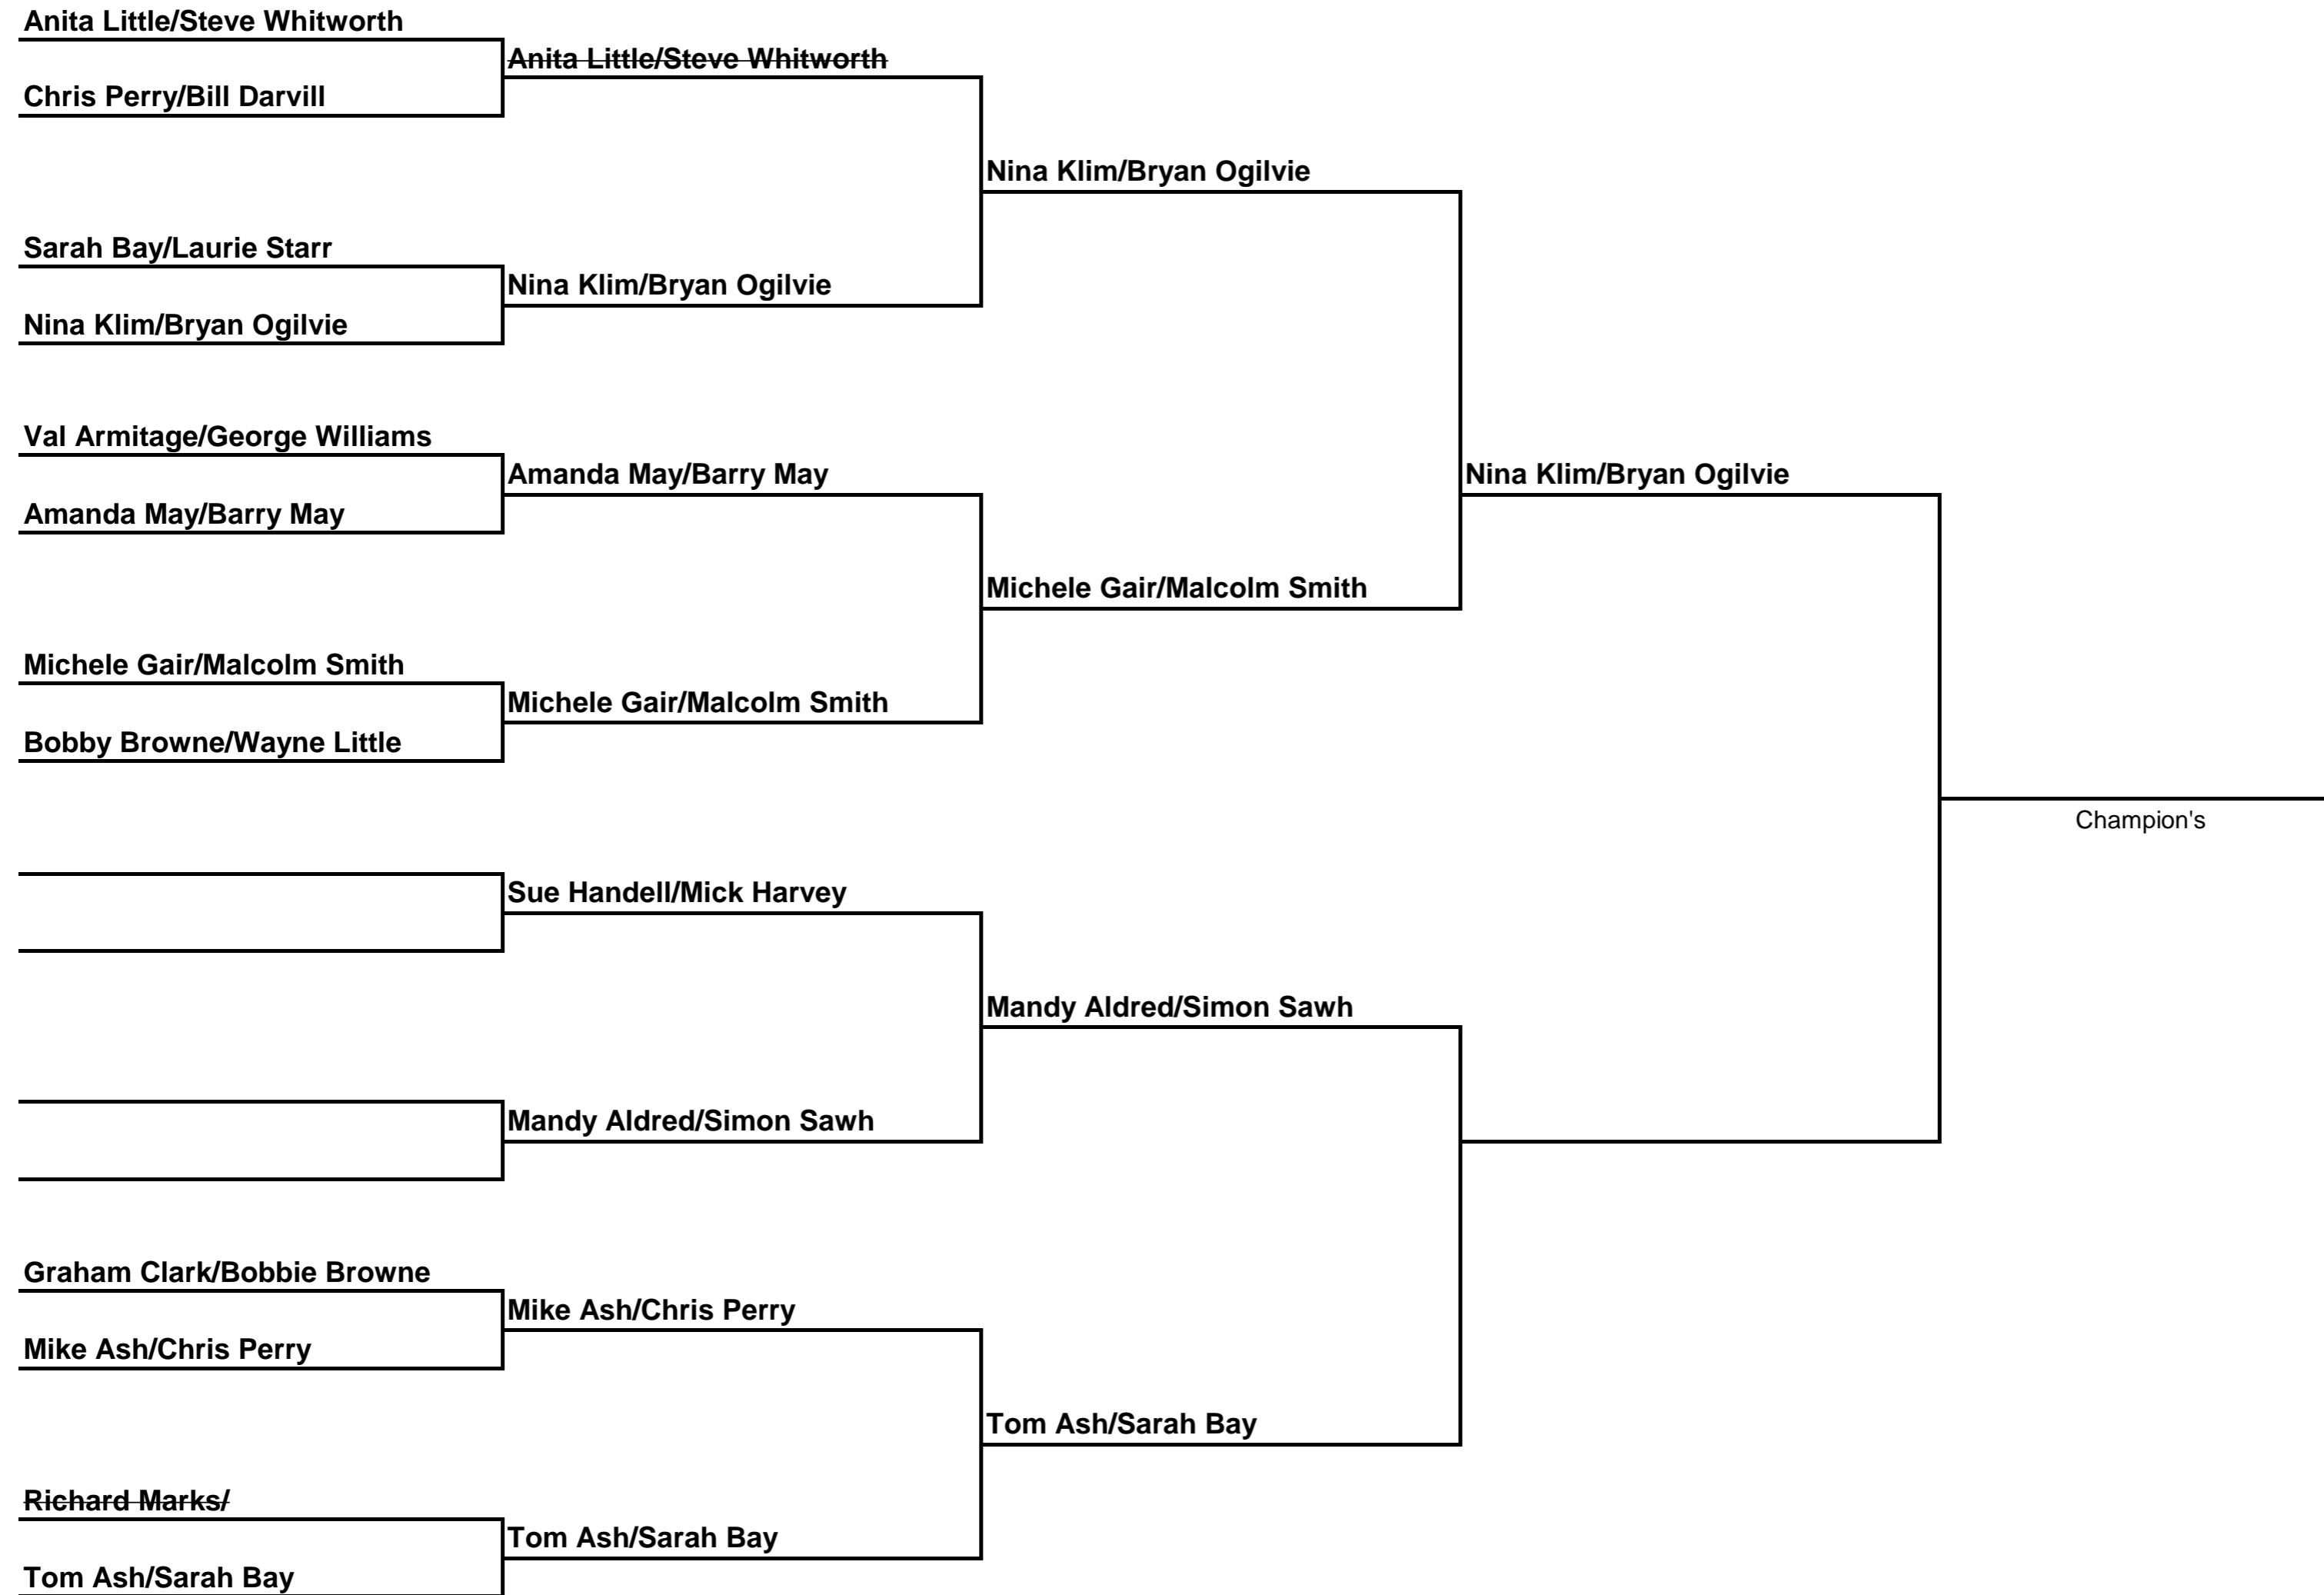 Anita Little/Steve Whitworth
Anita Little/Steve Whitworth
Chris Perry/Bill Darvill
Nina Klim/Bryan Ogilvie
Sarah Bay/Laurie Starr
Nina Klim/Bryan Ogilvie
Nina Klim/Bryan Ogilvie
Val Armitage/George Williams
Amanda May/Barry May
Nina Klim/Bryan Ogilvie
Amanda May/Barry May
Michele Gair/Malcolm Smith
Michele Gair/Malcolm Smith
Michele Gair/Malcolm Smith
Bobby Browne/Wayne Little
Champion's
Sue Handell/Mick Harvey
Mandy Aldred/Simon Sawh
Mandy Aldred/Simon Sawh
Graham Clark/Bobbie Browne
Mike Ash/Chris Perry
Mike Ash/Chris Perry
Tom Ash/Sarah Bay
Richard Marks/
Tom Ash/Sarah Bay
Tom Ash/Sarah Bay